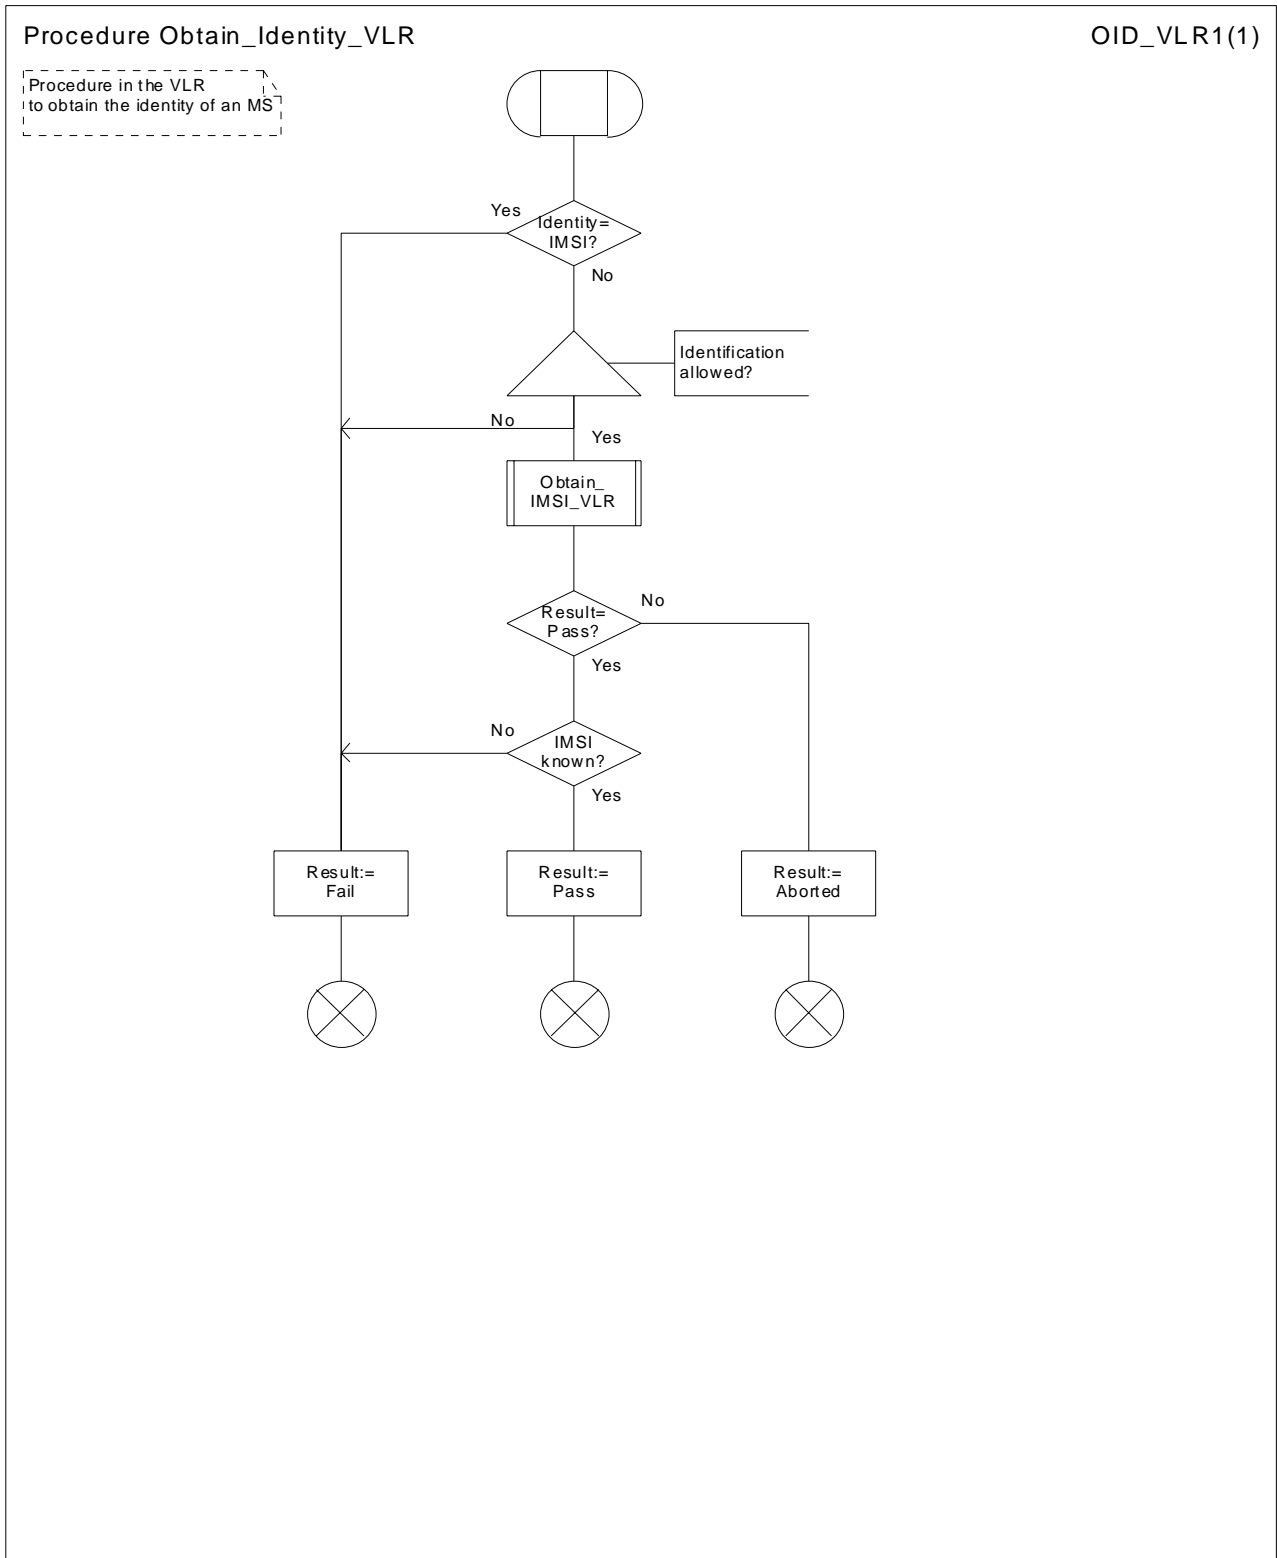 Procedure Obtain_Identity_VLR
OID_VLR1(1)
Procedure in the VLR
to obtain the identity of an MS
Yes
Identity=
IMSI?
No
Identification
allowed?
No
Yes
Obtain_
IMSI_VLR
Result=
Pass?
No
Yes
No
IMSI
known?
Yes
Result:=
Fail
Result:=
Pass
Result:=
Aborted